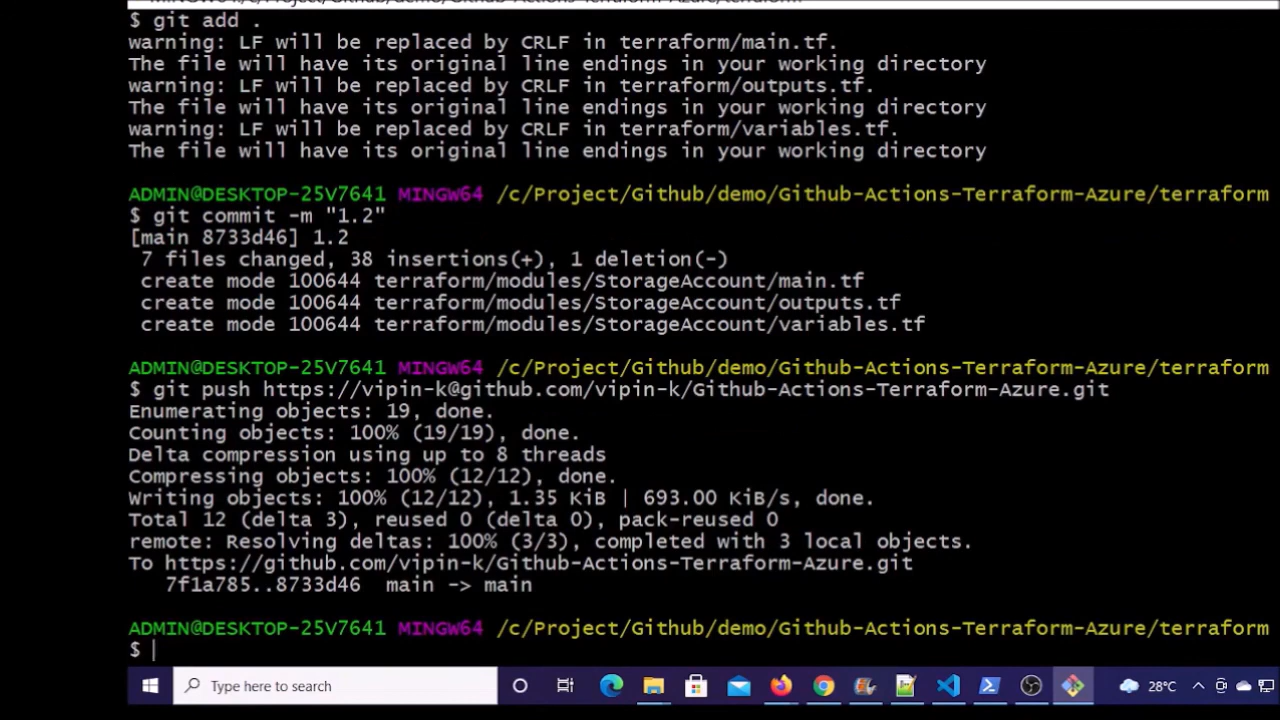 $ git add .
warning: LF will be replaced by CRLF in terraform/main.tf.
The file will have its original line endings in your working directory
warning: LF will be replaced by CRLF in terraform/outputs.tf.
The file will have its original line endings in your working directory
warning: LF will be replaced by CRLF in terraform/variables.tf.
The file will have its original line endings in your working directory
ADMIN@DESKTOP-25V7641 MINGW64 /c/Project/Github/demo/Github-Actions-Terraform-Azure/terraform
$ git commit -m "1.2"
[main 8733d46] 1.2
7 files changed, 38 insertions(+), 1 deletion(-)
create mode 100644 terraform/modules/StorageAccount/main.tf
create mode 100644 terraform/modules/StorageAccount/outputs.tf
create mode 100644 terraform/modules/StorageAccount/variables.tf
ADMIN@DESKTOP-25V7641 MINGW64 /c/Project/Github/demo/Github-Actions-Terraform-Azure/terraform
$ git push https://vipin-k@github.com/vipin-k/Github-Actions-Terraform-Azure.git
Enumerating objects: 19, done.
Counting objects: 100% (19/19), done.
Delta compression using up to 8 threads
Compressing objects: 100% (12/12), done.
Writing objects: 100% (12/12), 1.35 KiB | 693.00 KiB/s, done.
Total 12 (delta 3), reused 0 (delta 0), pack-reused 0
remote: Resolving deltas: 100% (3/3), completed with 3 local objects.
To https://github.com/vipin-k/Github-Actions-Terraform-Azure.git
7f1a785..8733d46 main -> main
ADMIN@DESKTOP-25V7641 MINGW64 /c/Project/Github/demo/Github-Actions-Terraform-Azure/terraform
$
Type here to search
28°C